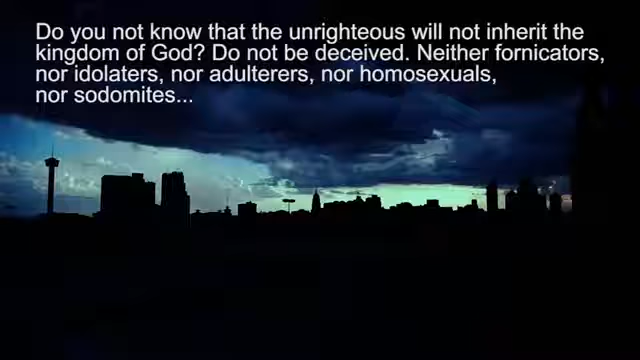 Do you not know that the unrighteous will not inherit the
kingdom of God? Do not be deceived. Neither fornicators,
nor idolaters, nor adulterers, nor homosexuals,
nor sodomites...